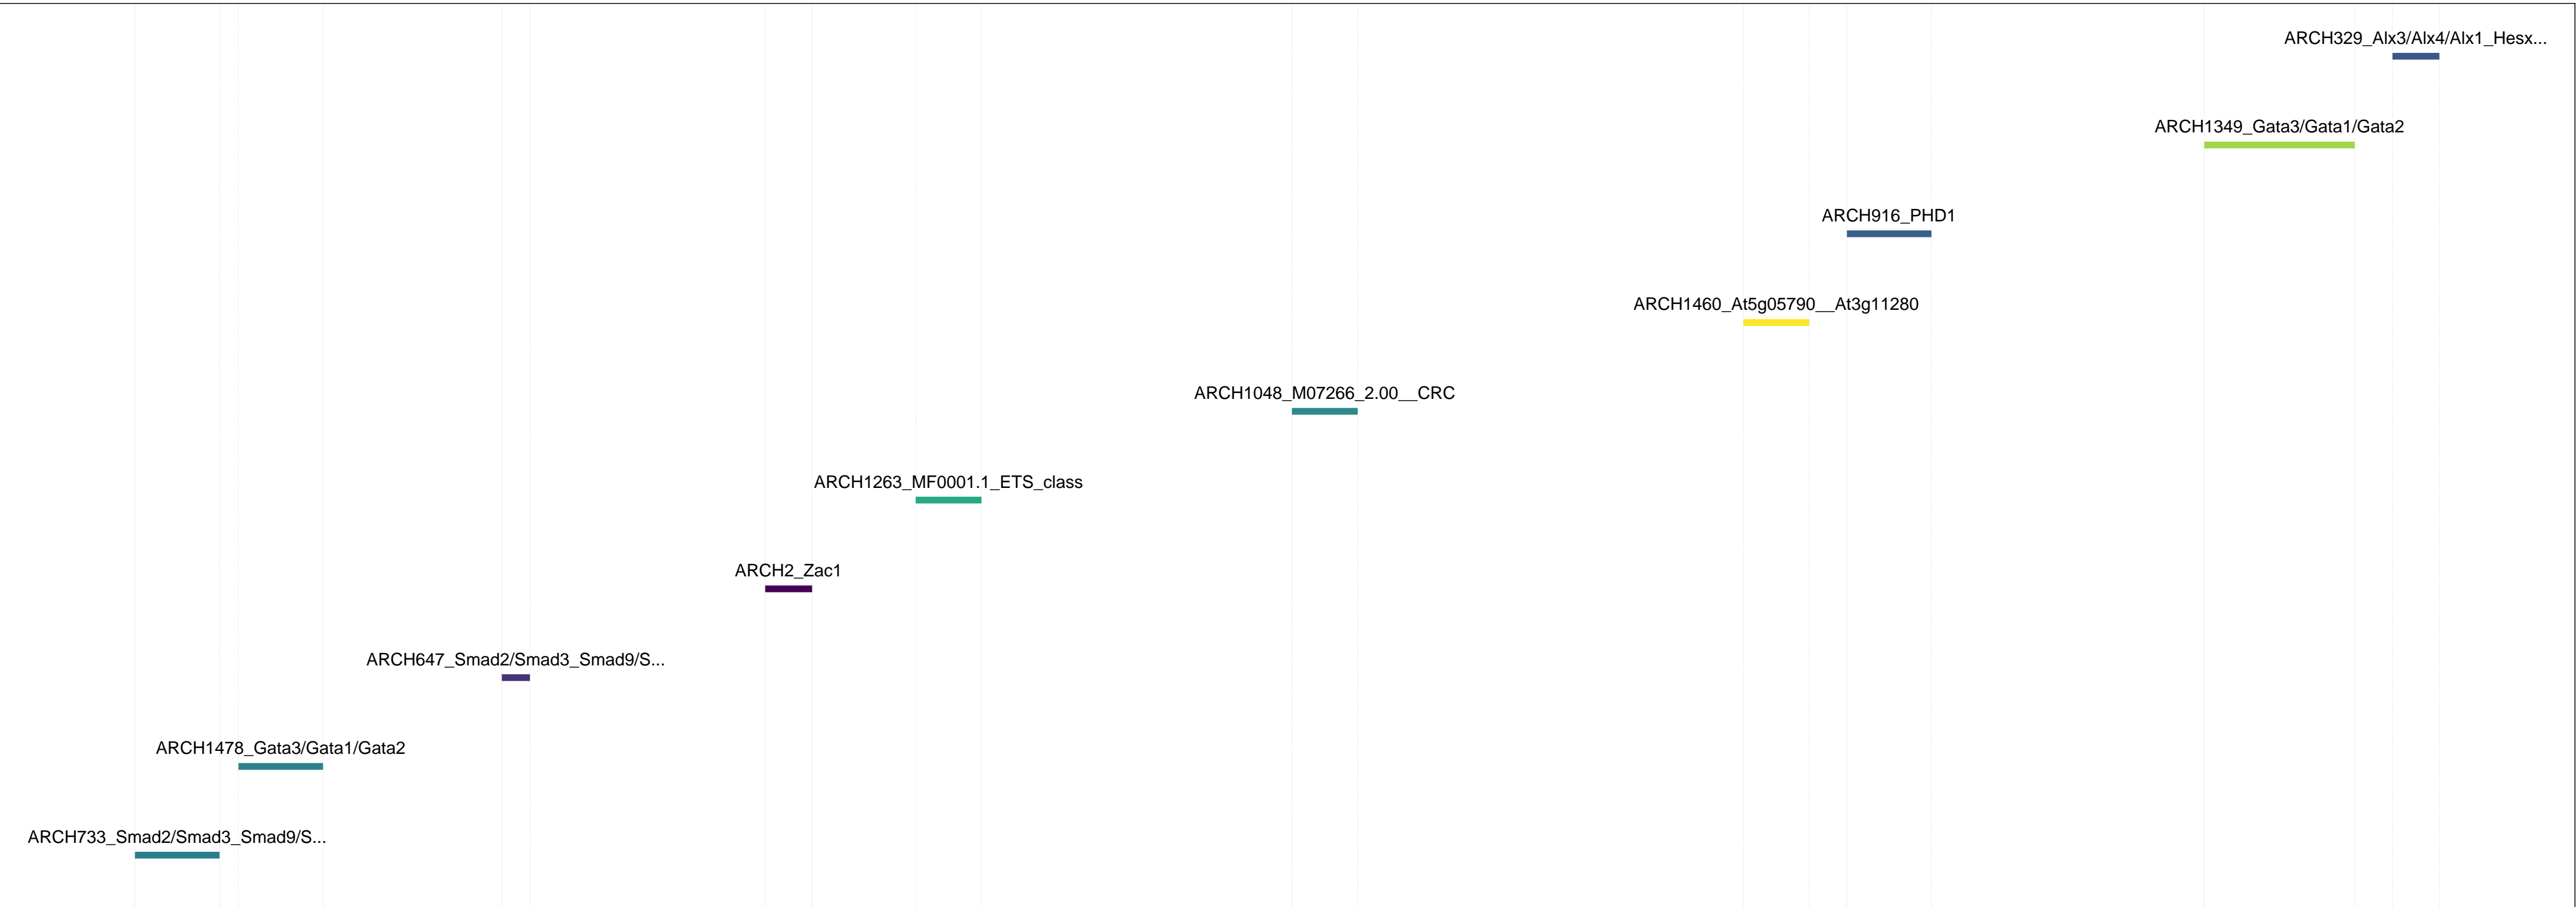 ARCH329_Alx3/Alx4/Alx1_Hesx...
ARCH1349_Gata3/Gata1/Gata2
ARCH916_PHD1
ARCH1460_At5g05790__At3g11280
ARCH1048_M07266_2.00__CRC
ARCH1263_MF0001.1_ETS_class
ARCH2_Zac1
ARCH647_Smad2/Smad3_Smad9/S...
ARCH1478_Gata3/Gata1/Gata2
ARCH733_Smad2/Smad3_Smad9/S...